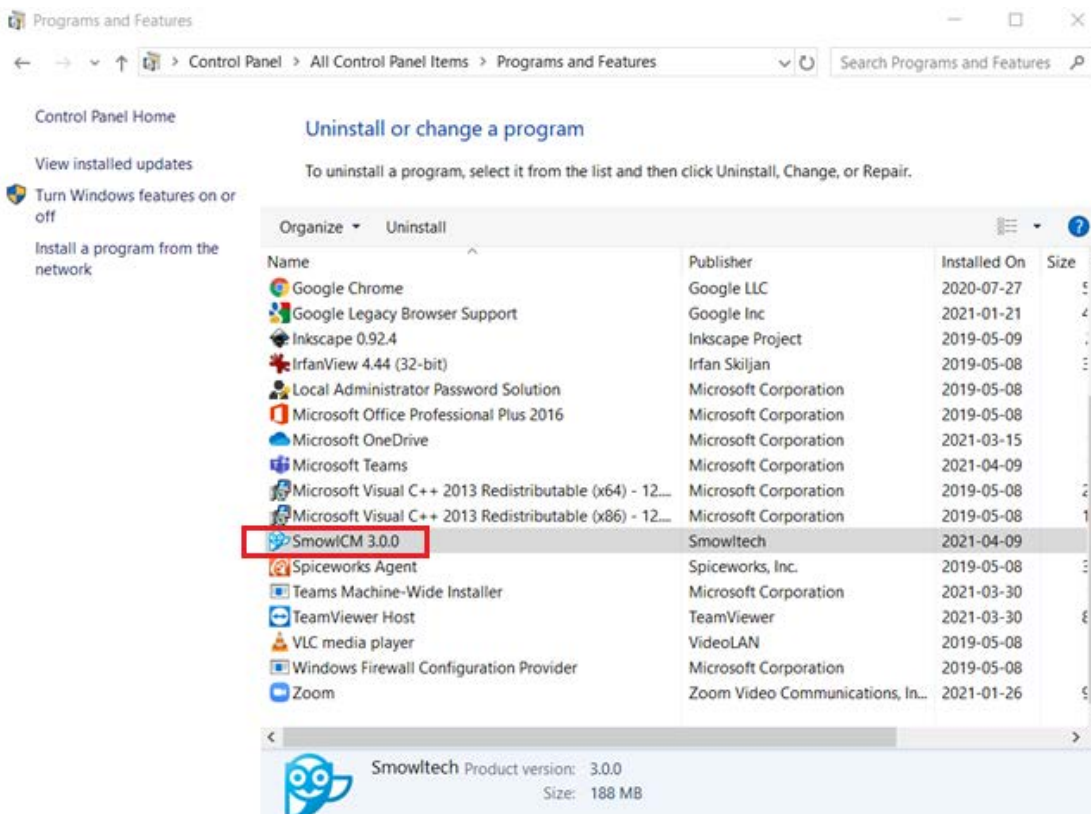 Programs and Features
Control Panel > All Control Panel Items > Programs and Features
Search Programs and Features
Control Panel Home
View installed updates
Turn Windows features on or
off
Install a program from the
network
Uninstall or change a program
To uninstall a program, select it from the list and then click Uninstall, Change, or Repair.
Organize Uninstall
Name Publisher Installed On Size
Google Chrome Google LLC 2020-07-27
Google Legacy Browser Support Google Inc 2021-01-21
Inkscape 0.92.4 Inkscape Project 2019-05-09
IrfanView 4.44 (32-bit) Irfan Skiljan 2019-05-08
Local Administrator Password Solution Microsoft Corporation 2019-05-08
Microsoft Office Professional Plus 2016 Microsoft Corporation 2019-05-08
Microsoft OneDrive Microsoft Corporation 2021-03-15
Microsoft Teams Microsoft Corporation 2021-04-09
Microsoft Visual C++ 2013 Redistributable (x64) - 12.... Microsoft Corporation 2019-05-08
Microsoft Visual C++ 2013 Redistributable (x86) - 12.... Microsoft Corporation 2019-05-08
SmowlCM 3.0.0 Smowltech 2021-04-09
Spiceworks Agent Spiceworks, Inc. 2019-05-08
Teams Machine-Wide Installer Microsoft Corporation 2021-03-30
TeamViewer Host TeamViewer 2021-03-30
VLC media player VideoLAN 2019-05-08
Windows Firewall Configuration Provider Microsoft Corporation 2019-05-08
Zoom Zoom Video Communications, In... 2021-01-26
Smowltech Product version: 3.0.0
Size: 188 MB